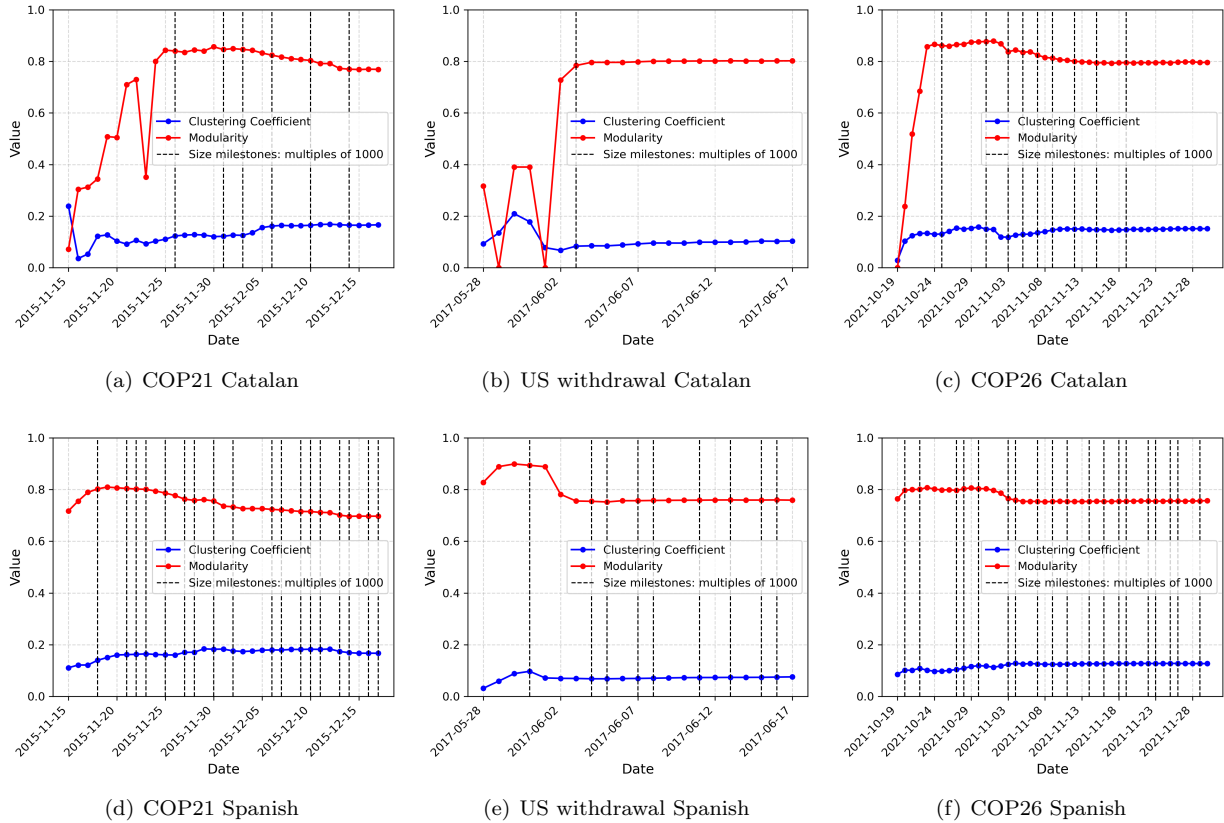 1.0
0.8
0.6
0.4
0.2
0.0
Value
Clustering Coefficient
Modularity
Size milestones: multiples of 1000
2015-11-15
2015-11-20
2015-11-25
2015-11-30
2015-12-05
2015-12-10
2015-12-15
Date
(a) COP21 Catalan
1.0
0.8
0.6
0.4
0.2
0.0
Value
Clustering Coefficient
Modularity
Size milestones: multiples of 1000
2017-05-28
2017-06-02
2017-06-07
2017-06-12
2017-06-17
Date
(b) US withdrawal Catalan
1.0
0.8
0.6
0.4
0.2
0.0
Value
Clustering Coefficient
Modularity
Size milestones: multiples of 1000
2021-10-19
2021-10-24
2021-10-29
2021-11-03
2021-11-08
2021-11-13
2021-11-18
2021-11-23
2021-11-28
Date
(c) COP26 Catalan
1.0
0.8
0.6
0.4
0.2
0.0
Value
Clustering Coefficient
Modularity
Size milestones: multiples of 1000
2015-11-15
2015-11-20
2015-11-25
2015-11-30
2015-12-05
2015-12-10
2015-12-15
Date
(d) COP21 Spanish
1.0
0.8
0.6
0.4
0.2
0.0
Value
Clustering Coefficient
Modularity
Size milestones: multiples of 1000
2017-05-28
2017-06-02
2017-06-07
2017-06-12
2017-06-17
Date
(e) US withdrawal Spanish
1.0
0.8
0.6
0.4
0.2
0.0
Value
Clustering Coefficient
Modularity
Size milestones: multiples of 1000
2021-10-19
2021-10-24
2021-10-29
2021-11-03
2021-11-08
2021-11-13
2021-11-18
2021-11-23
2021-11-28
Date
(f) COP26 Spanish